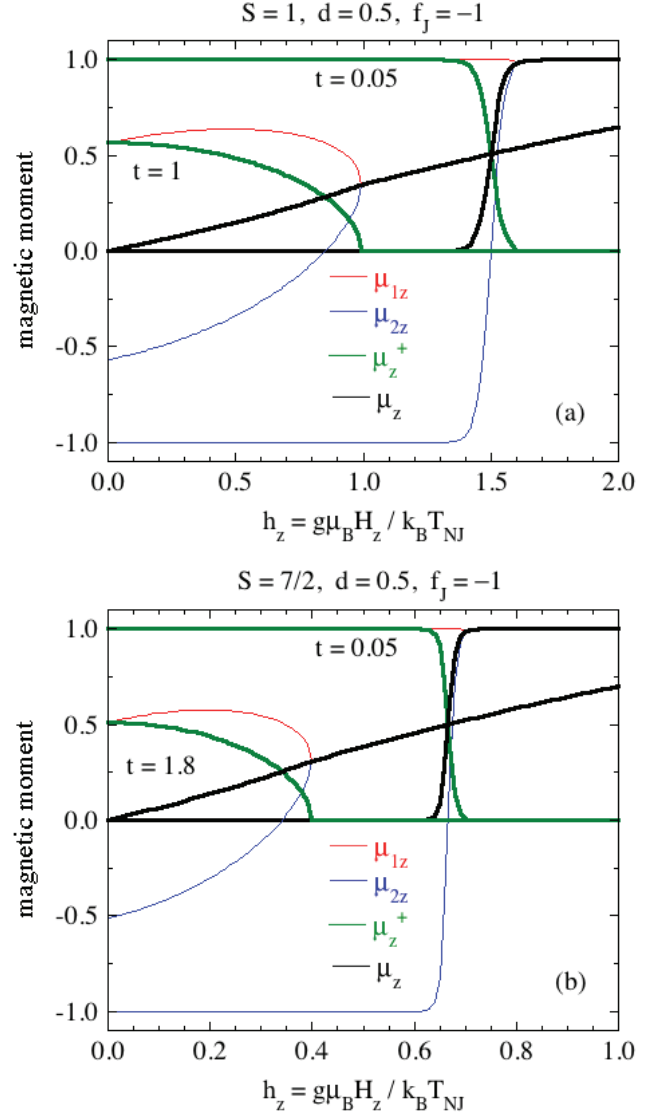 S = 1, d = 0.5, f_J = −1
1.0
t = 0.05
0.5
t = 1
0.0
μ_1z
μ_2z
-0.5
μ_z^+
μ_z
(a)
-1.0
magnetic moment
0.0 0.5 1.0 1.5 2.0
h_z = gμ_BH_z / k_BT_NJ
S = 7/2, d = 0.5, f_J = −1
1.0
t = 0.05
0.5
t = 1.8
0.0
μ_1z
μ_2z
-0.5
μ_z^+
μ_z
(b)
-1.0
magnetic moment
0.0 0.2 0.4 0.6 0.8 1.0
h_z = gμ_BH_z / k_BT_NJ